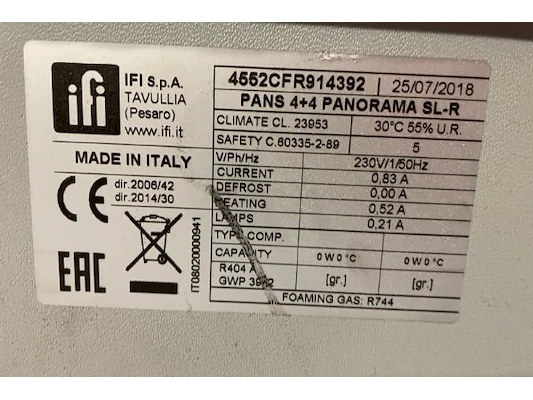 ifi
IFI S.p.A.
TAVULLIA
(Pesaro)
www.ifi.it
MADE IN ITALY
CE
dir.2006/42
dir.2014/30
EAC
IT08020000941
4552CFR914392 25/07/2018
PANS 4+4 PANORAMA SL-R
CLIMATE CL. 23953 30°C 55% U.R.
SAFETY C.60335-2-89 5
V/Ph/Hz 230V/1/50Hz
CURRENT 0,83 A
DEFROST 0,00 A
HEATING 0,52 A
LAMPS 0,21 A
TYPE COMP.
CAPACITY 0 W 0 °C 0 W 0 °C
R404 A [gr.] [gr.]
GWP
FOAMING GAS: R744